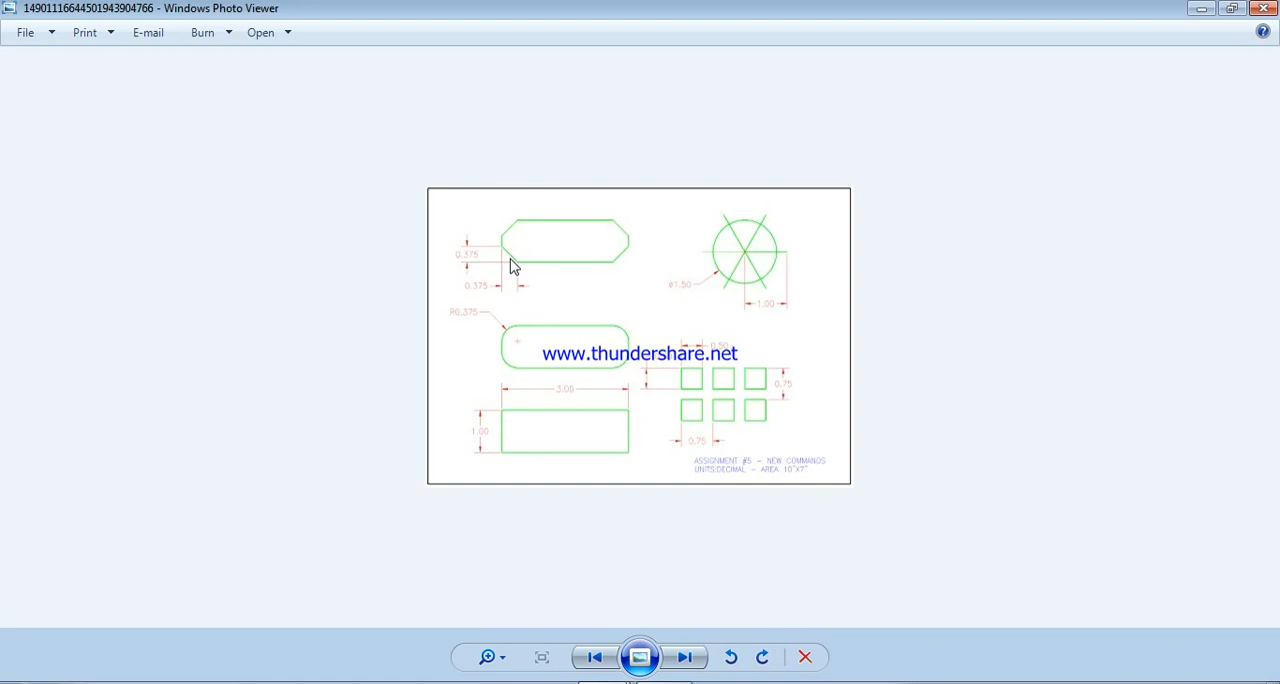 14901116644501943904766 - Windows Photo Viewer
File Print E-mail Burn Open
0.375
0.375
ø1.50
1.00
R0.375
www.thundershare.net
0.50
3.00
0.75
1.00
0.75
ASSIGNMENT #5 - NEW COMMANDS
UNITS:DECIMAL - AREA 10"X7"